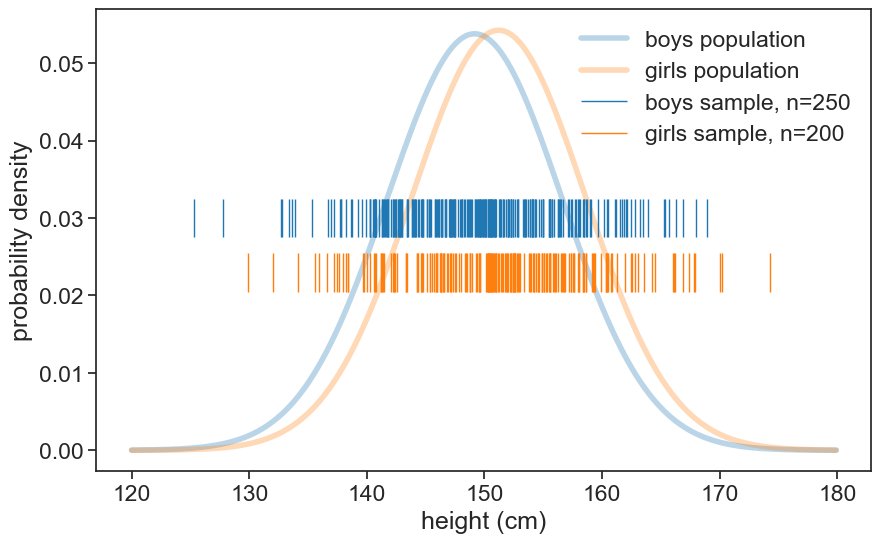 boys population
girls population
boys sample, n=250
girls sample, n=200
probability density
0.05
0.04
0.03
0.02
0.01
0.00
120 130 140 150 160 170 180
height (cm)